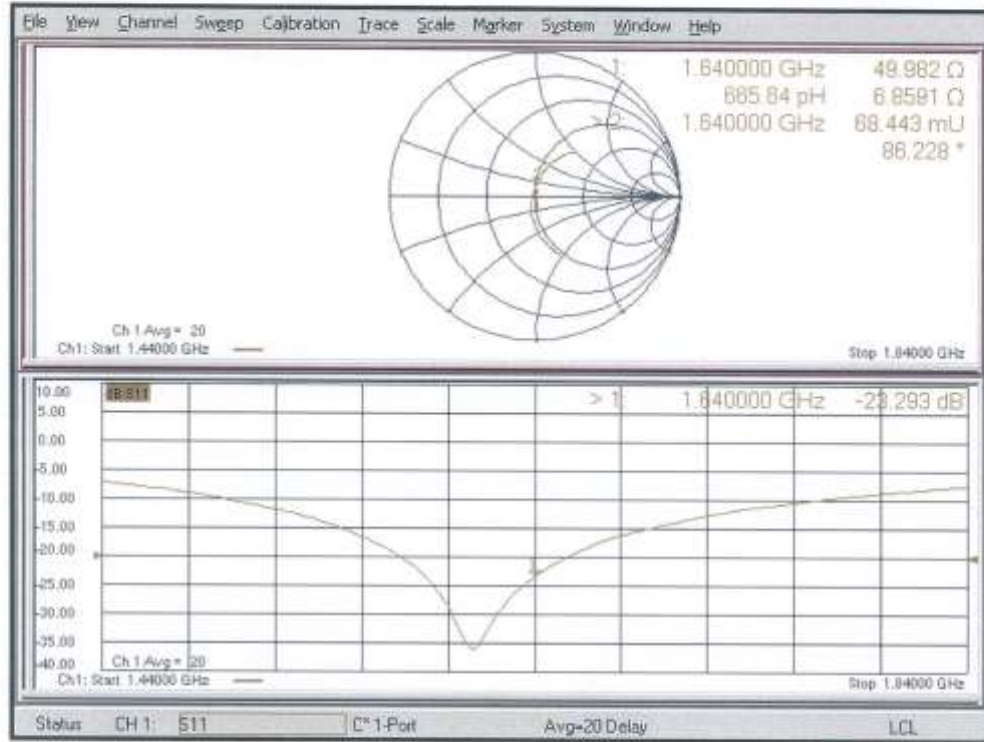 File View Channel Sweep Calibration Trace Scale Marker System Window Help
1: 1.640000 GHz 49.982 Ω
665.64 pH 6.8591 Ω
> 2: 1.640000 GHz 68.443 mU
86.228 °
Ch 1 Avg = 20
Ch1: Start 1.44000 GHz
Stop 1.84000 GHz
10.00
dB S11
> 1: 1.640000 GHz -23.293 dB
5.00
0.00
-5.00
-10.00
-15.00
-20.00
-25.00
-30.00
-35.00
-40.00
Ch 1 Avg = 20
Ch1: Start 1.44000 GHz
Stop 1.84000 GHz
Status CH 1: S11 C* 1-Port Avg=20 Delay LCL